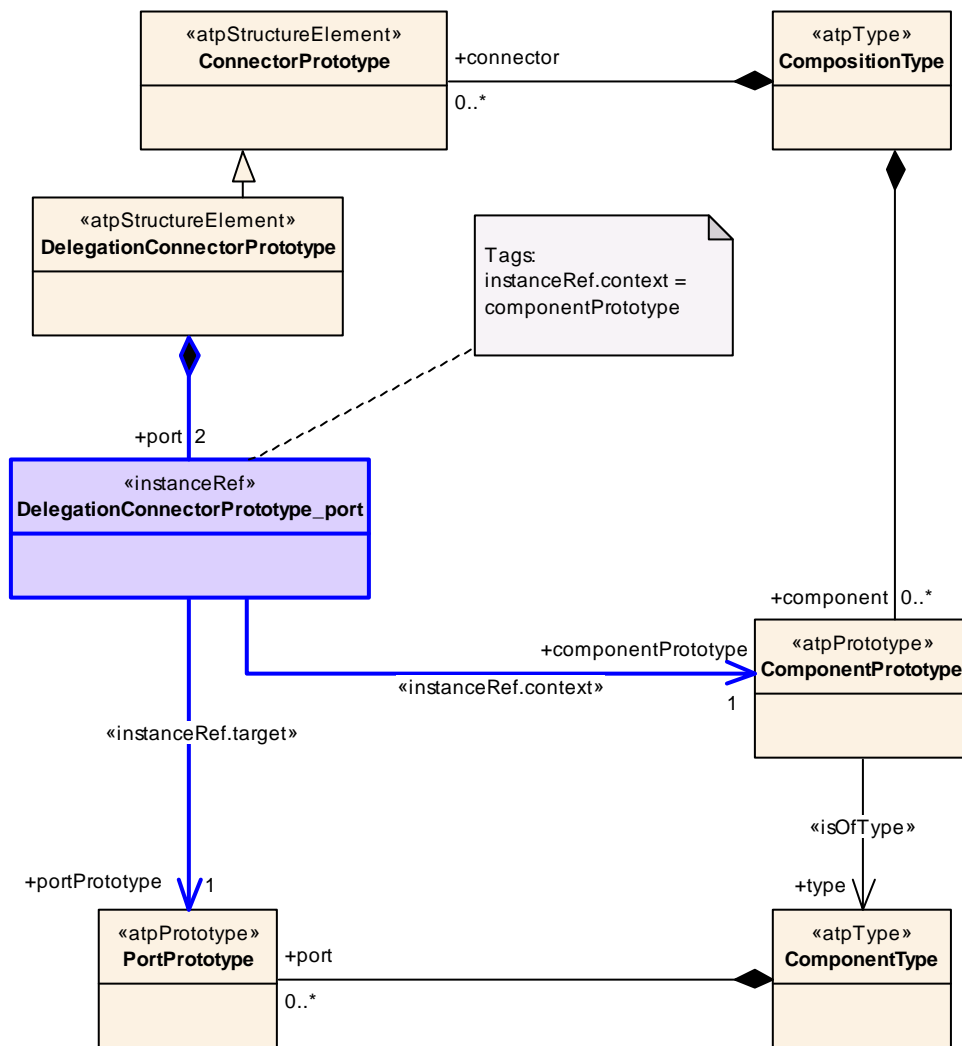 «atpStructureElement»
ConnectorPrototype
+connector
0..*
«atpType»
CompositionType
«atpStructureElement»
DelegationConnectorPrototype
Tags:
instanceRef.context =
componentPrototype
+port 2
«instanceRef»
DelegationConnectorPrototype_port
+component 0..*
+componentPrototype
«instanceRef.context»
1
«atpPrototype»
ComponentPrototype
«instanceRef.target»
«isOfType»
+portPrototype 1
+type
«atpPrototype»
PortPrototype
+port
0..*
«atpType»
ComponentType